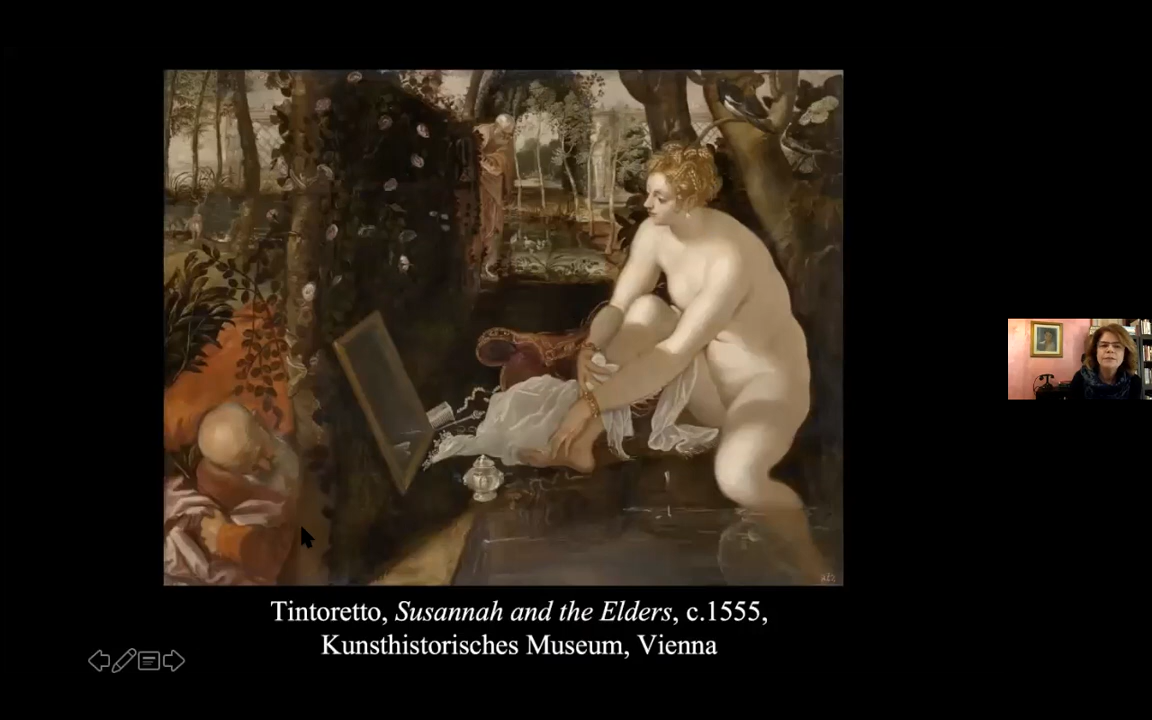 Tintoretto, Susannah and the Elders, c.1555,
Kunsthistorisches Museum, Vienna